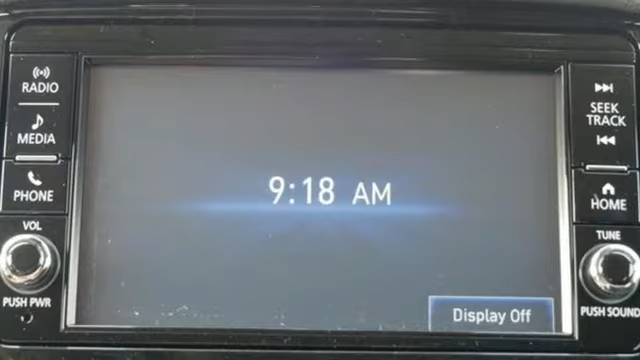 RADIO
MEDIA
PHONE
VOL
PUSH PWR
9:18 AM
Display Off
SEEK
TRACK
HOME
TUNE
PUSH SOUND